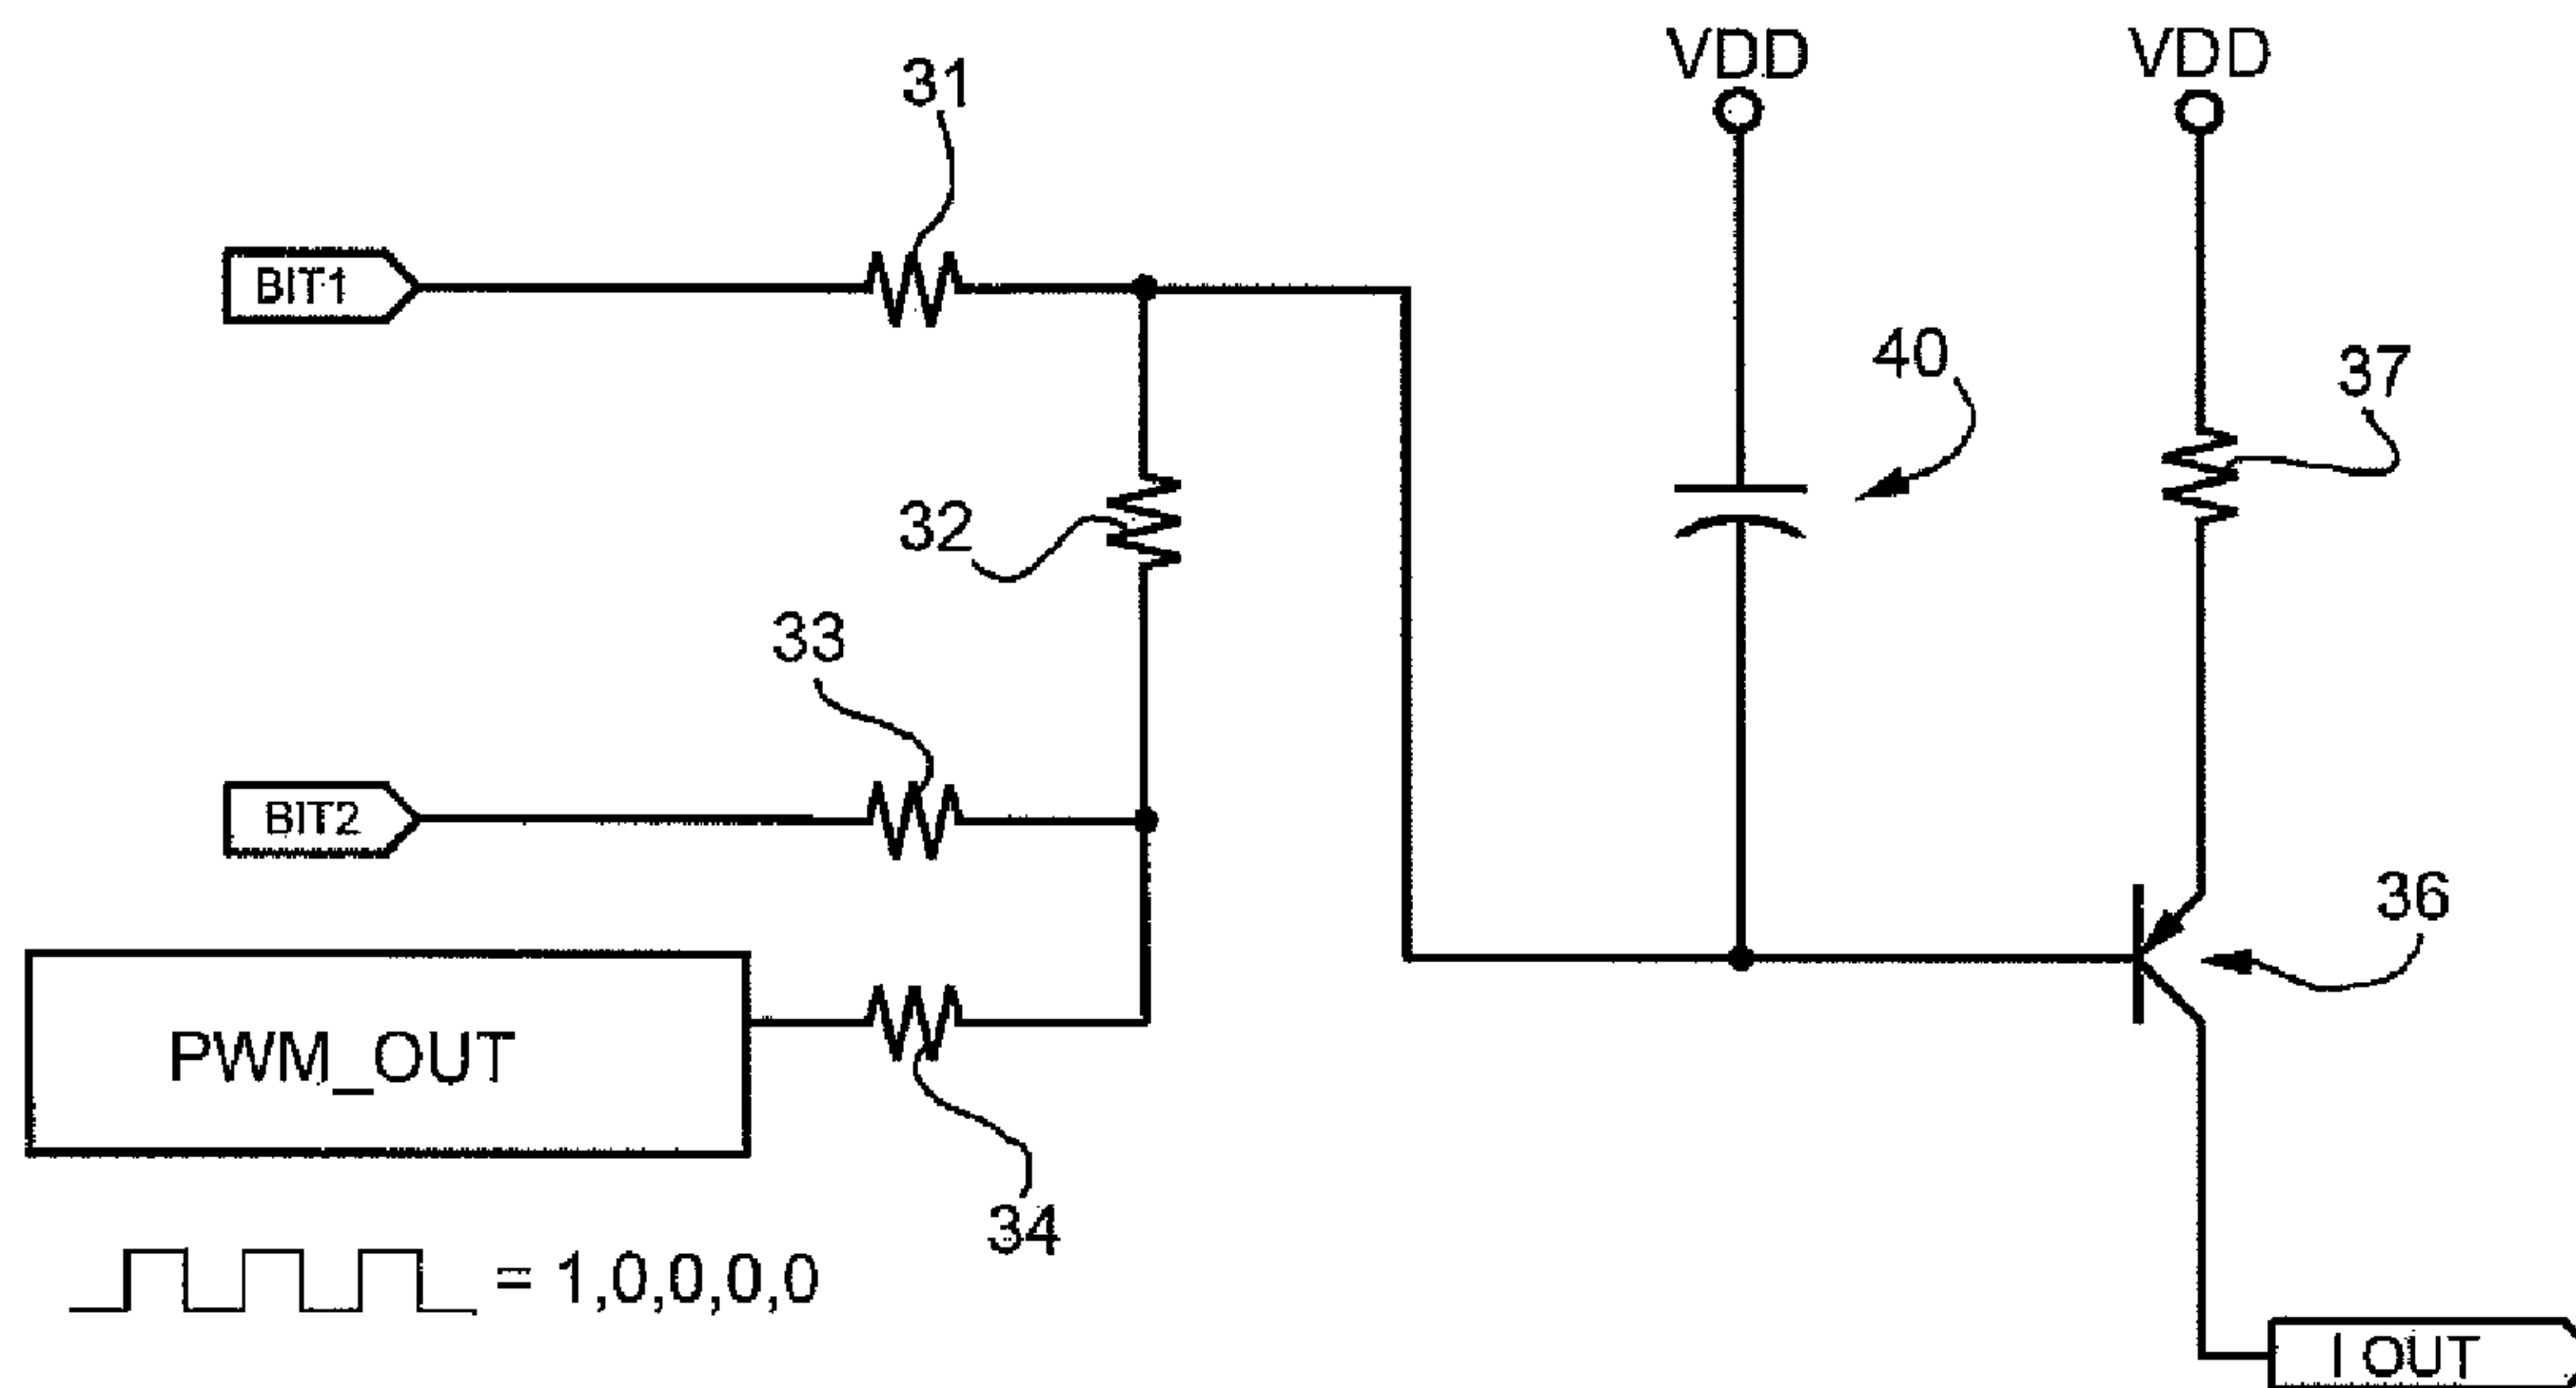 VDD
VDD
31
BIT1
40
37
32
33
BIT2
36
PWM_OUT
34
= 1,0,0,0,0
I OUT